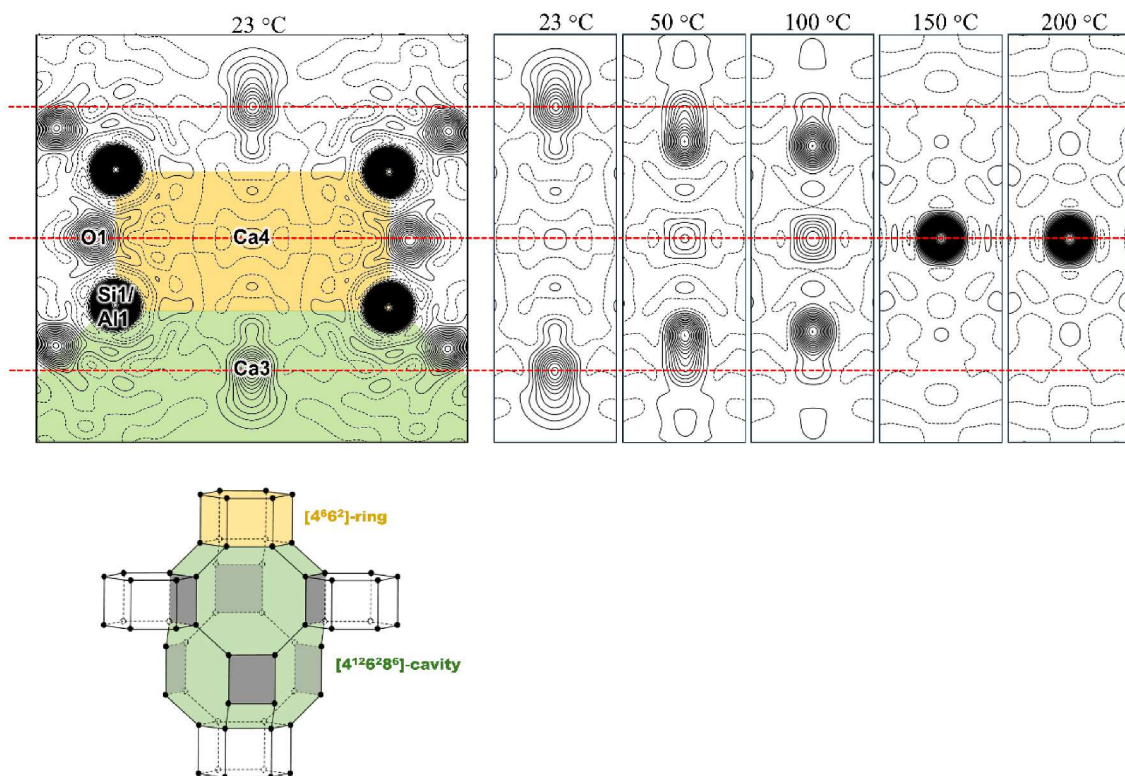 23 °C 23 °C 50 °C 100 °C 150 °C 200 °C
O1 Ca4
Si1/
Al1
Ca3
[4⁶6²]-ring
[4¹²6²8⁶]-cavity